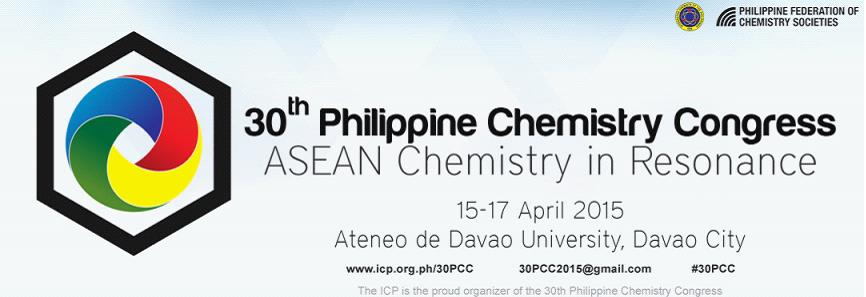 PHILIPPINE FEDERATION OF
CHEMISTRY SOCIETIES
30th Philippine Chemistry Congress
ASEAN Chemistry in Resonance
15-17 April 2015
Ateneo de Davao University, Davao City
www.icp.org.ph/30PCC 30PCC2015@gmail.com #30PCC
The ICP is the proud organizer of the 30th Philippine Chemistry Congress